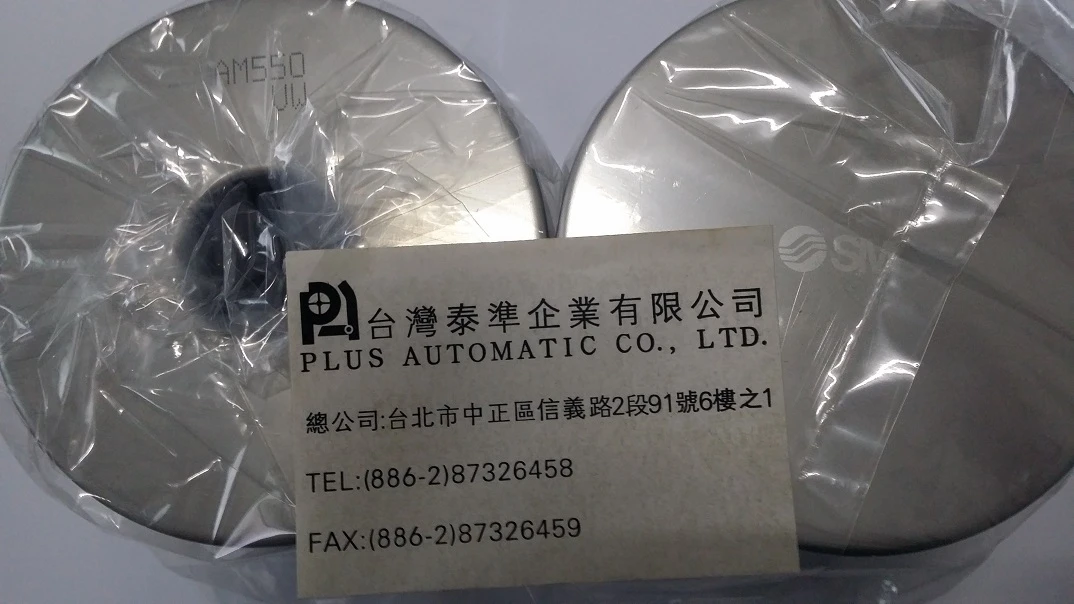 AM550
VW
SMC
台灣泰準企業有限公司
PLUS AUTOMATIC CO., LTD.
總公司:台北市中正區信義路2段91號6樓之1
TEL:(886-2)87326458
FAX:(886-2)87326459